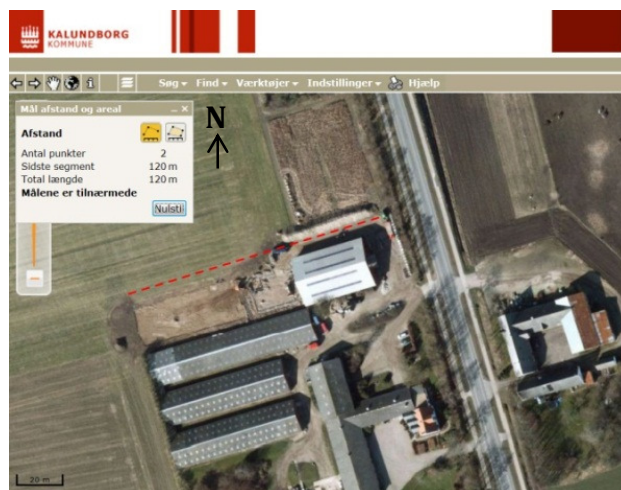 KALUNDBORG
KOMMUNE
Søg Find Værktøjer Indstillinger Hjælp
Mål afstand og areal
Afstand
Antal punkter 2
Sidste segment 120 m
Total længde 120 m
Målene er tilnærmede
Nulstil
N
20 m